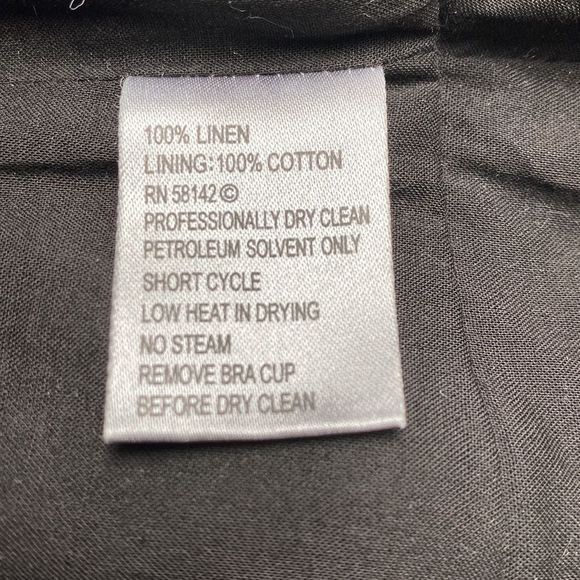 100% LINEN
LINING: 100% COTTON
RN 58142 ©
PROFESSIONALLY DRY CLEAN
PETROLEUM SOLVENT ONLY
SHORT CYCLE
LOW HEAT IN DRYING
NO STEAM
REMOVE BRA CUP
BEFORE DRY CLEAN